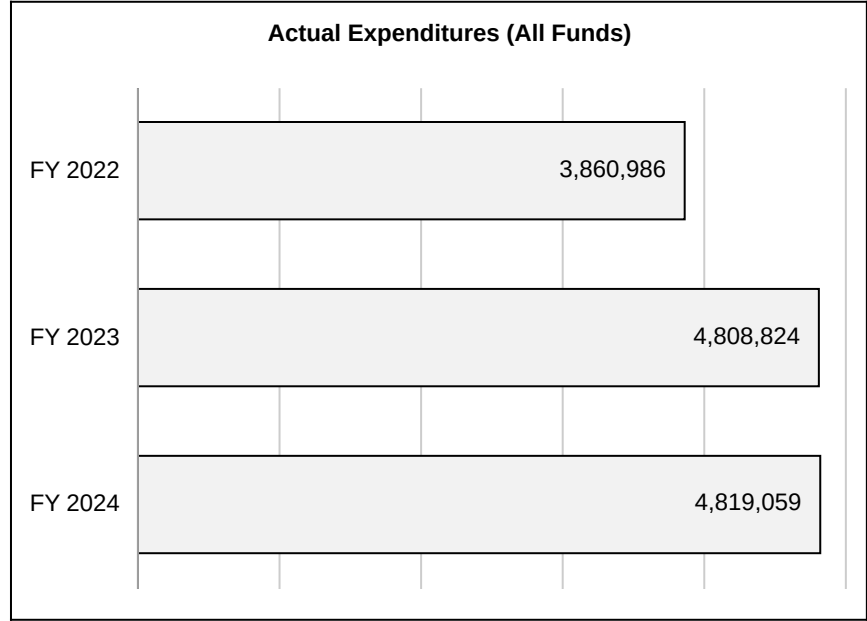 Actual Expenditures (All Funds)
FY 2022
3,860,986
FY 2023
4,808,824
FY 2024
4,819,059